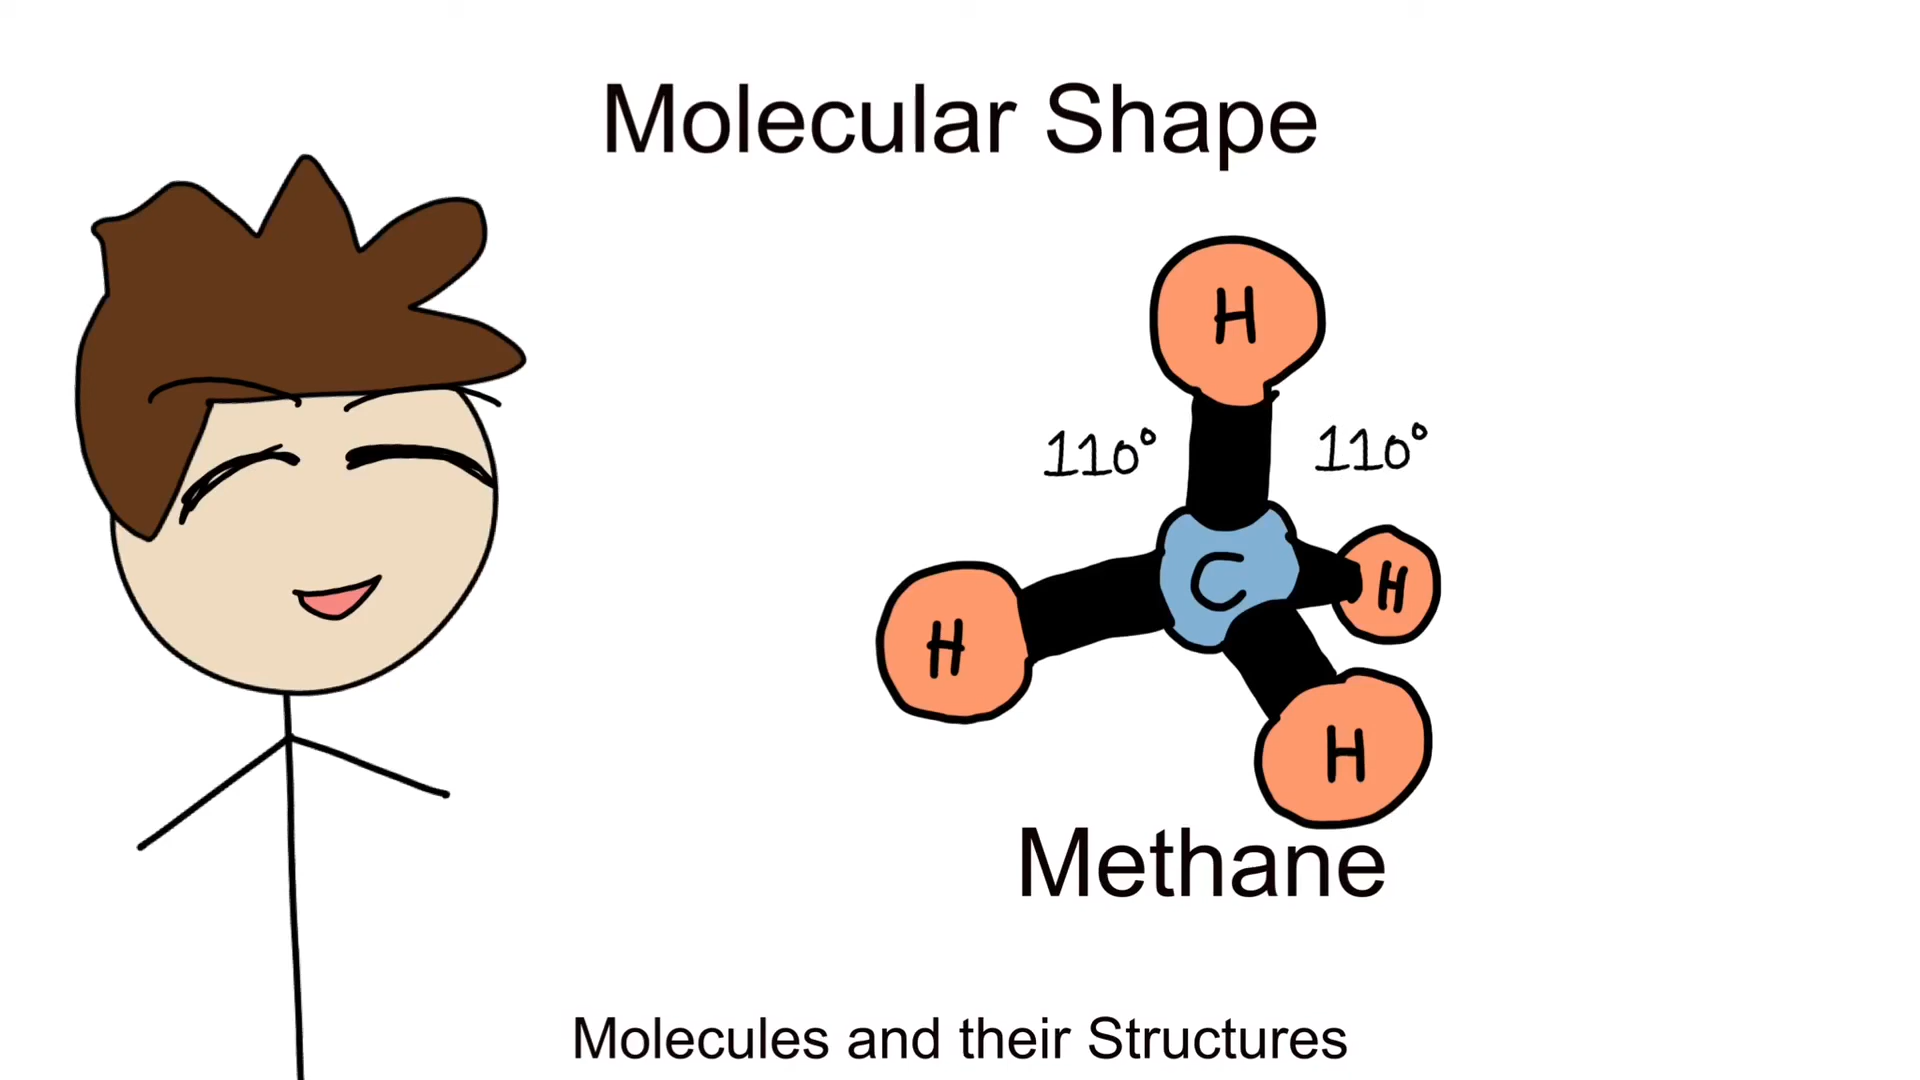 Molecular Shape
H
110° 110°
C
H
H
H
Methane
Molecules and their Structures